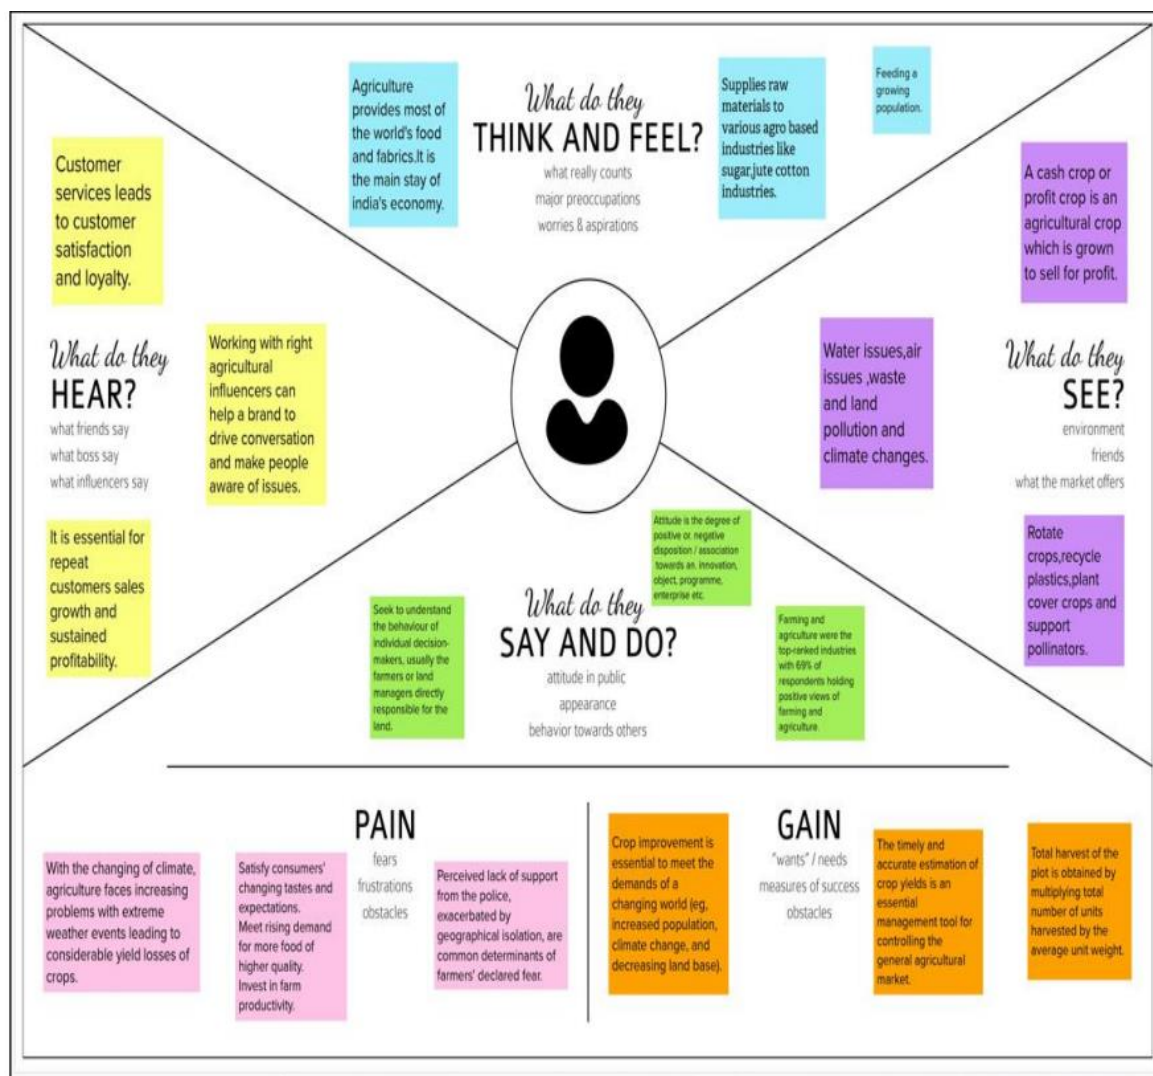 Agriculture
provides most of
the world's food
and fabrics.It is
the main stay of
india's economy.
What do they
THINK AND FEEL?
what really counts
major preoccupations
worries & aspirations
Supplies raw
materials to
various agro based
industries like
sugar,jute cotton
industries.
Feeding a
growing
population.
Customer
services leads
to customer
satisfaction
and loyalty.
What do they
HEAR?
what friends say
what boss say
what influencers say
Working with right
agricultural
influencers can
help a brand to
drive conversation
and make people
aware of issues.
It is essential for
repeat
customers sales
growth and
sustained
profitability.
A cash crop or
profit crop is an
agricultural crop
which is grown
to sell for profit.
Water issues,air
issues ,waste
and land
pollution and
climate changes.
What do they
SEE?
environment
friends
what the market offers
Rotate
crops,recycle
plastics,plant
cover crops and
support
pollinators.
Seek to understand
the behaviour of
individual decision-
makers, usually the
farmers or land
managers directly
responsible for the
land.
What do they
SAY AND DO?
attitude in public
appearance
behavior towards others
Attitude is the degree of
positive or negative
disposition / association
towards an. innovation,
object, programme,
enterprise etc.
Farming and
agriculture were the
top-ranked industries
with 69% of
respondents holding
positive views of
farming and
agriculture.
PAIN
fears
frustrations
obstacles
With the changing of climate,
agriculture faces increasing
problems with extreme
weather events leading to
considerable yield losses of
crops.
Satisfy consumers'
changing tastes and
expectations.
Meet rising demand
for more food of
higher quality.
Invest in farm
productivity.
Perceived lack of support
from the police,
exacerbated by
geographical isolation, are
common determinants of
farmers' declared fear.
GAIN
"wants" / needs
measures of success
obstacles
Crop improvement is
essential to meet the
demands of a
changing world (eg,
increased population,
climate change, and
decreasing land base).
The timely and
accurate estimation of
crop yields is an
essential
management tool for
controlling the
general agricultural
market.
Total harvest of the
plot is obtained by
multiplying total
number of units
harvested by the
average unit weight.